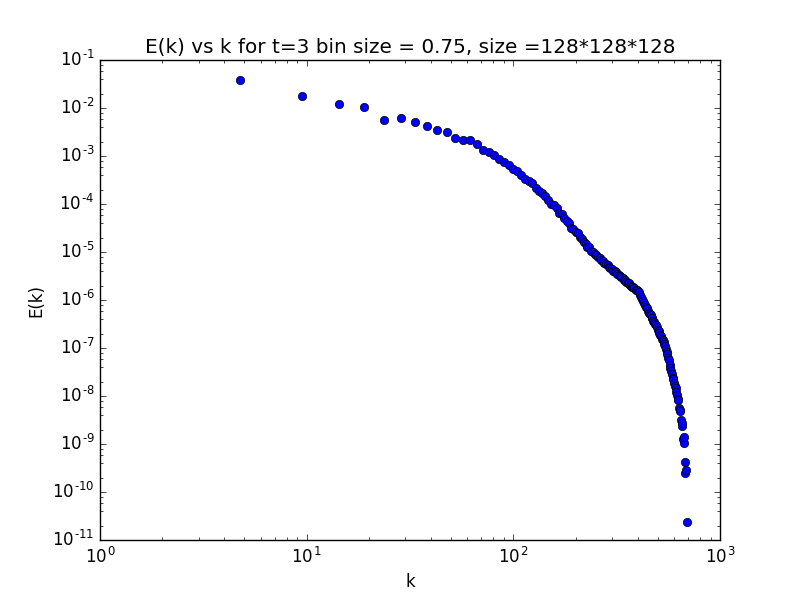 E(k) vs k for t=3 bin size = 0.75, size =128*128*128
10^-1
10^-2
10^-3
10^-4
10^-5
10^-6
10^-7
10^-8
10^-9
10^-10
10^-11
E(k)
10^0 10^1 10^2 10^3
k